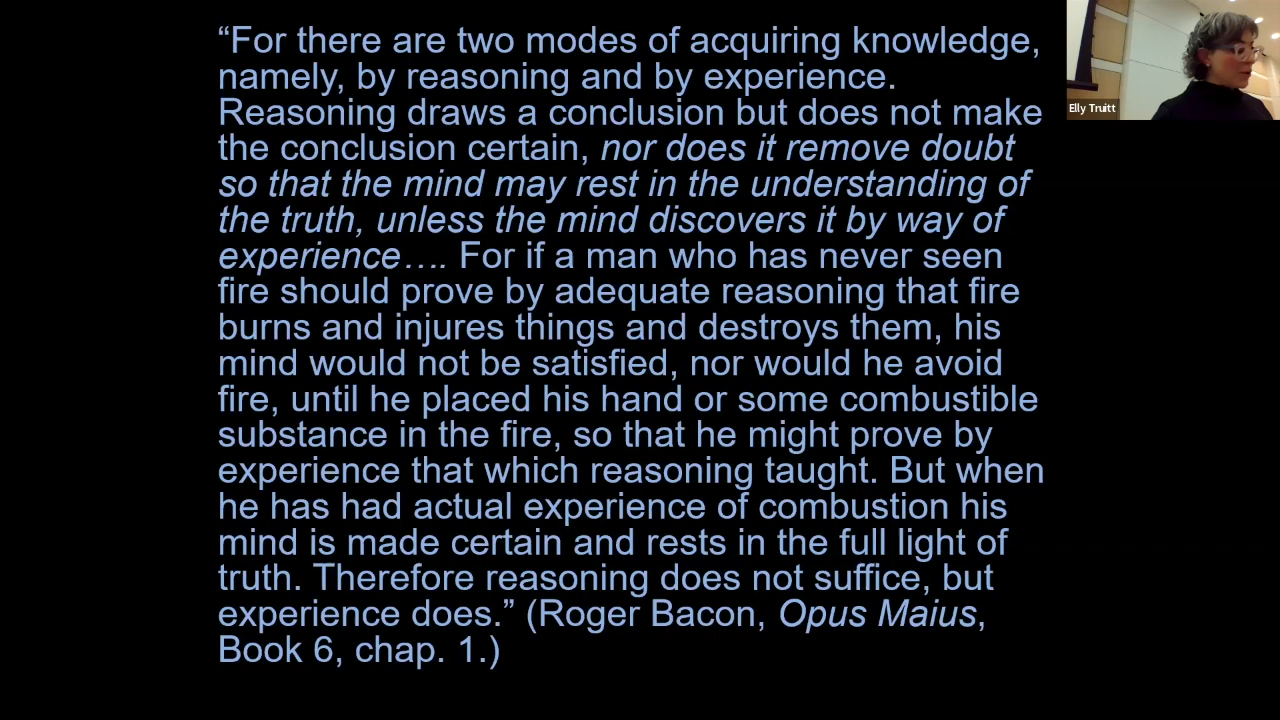 “For there are two modes of acquiring knowledge,
namely, by reasoning and by experience.
Reasoning draws a conclusion but does not make
the conclusion certain, nor does it remove doubt
so that the mind may rest in the understanding of
the truth, unless the mind discovers it by way of
experience…. For if a man who has never seen
fire should prove by adequate reasoning that fire
burns and injures things and destroys them, his
mind would not be satisfied, nor would he avoid
fire, until he placed his hand or some combustible
substance in the fire, so that he might prove by
experience that which reasoning taught. But when
he has had actual experience of combustion his
mind is made certain and rests in the full light of
truth. Therefore reasoning does not suffice, but
experience does.” (Roger Bacon, Opus Maius,
Book 6, chap. 1.)
Elly Truitt